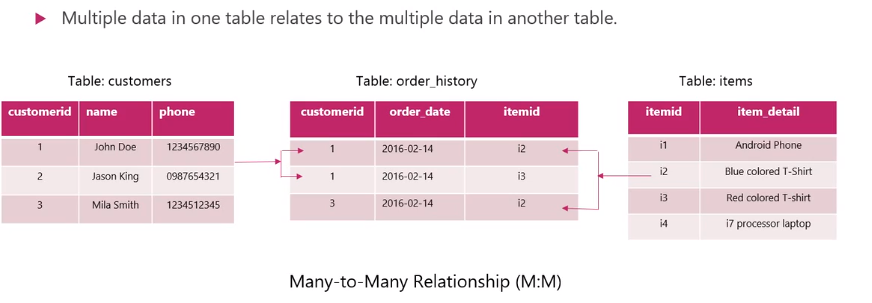 Multiple data in one table relates to the multiple data in another table.
Table: customers
customerid name phone
1 John Doe 1234567890
2 Jason King 0987654321
3 Mila Smith 1234512345
Table: order_history
customerid order_date itemid
1 2016-02-14 i2
1 2016-02-14 i3
3 2016-02-14 i2
Table: items
itemid item_detail
i1 Android Phone
i2 Blue colored T-Shirt
i3 Red colored T-shirt
i4 i7 processor laptop
Many-to-Many Relationship (M:M)